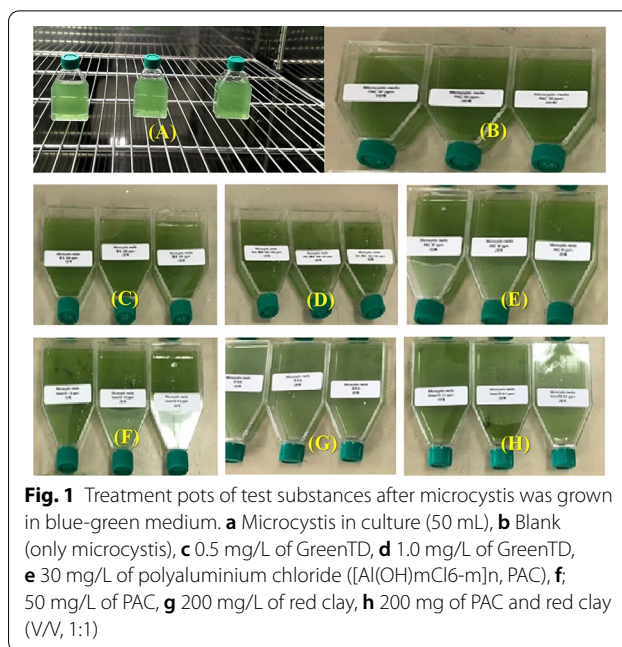 (A)
(B)
(C)
(D)
(E)
(F)
(G)
(H)
Fig. 1 Treatment pots of test substances after microcystis was grown
in blue-green medium. a Microcystis in culture (50 mL), b Blank
(only microcystis), c 0.5 mg/L of GreenTD, d 1.0 mg/L of GreenTD,
e 30 mg/L of polyaluminium chloride ([Al(OH)mCl6-m]n, PAC), f;
50 mg/L of PAC, g 200 mg/L of red clay, h 200 mg of PAC and red clay
(V/V, 1:1)